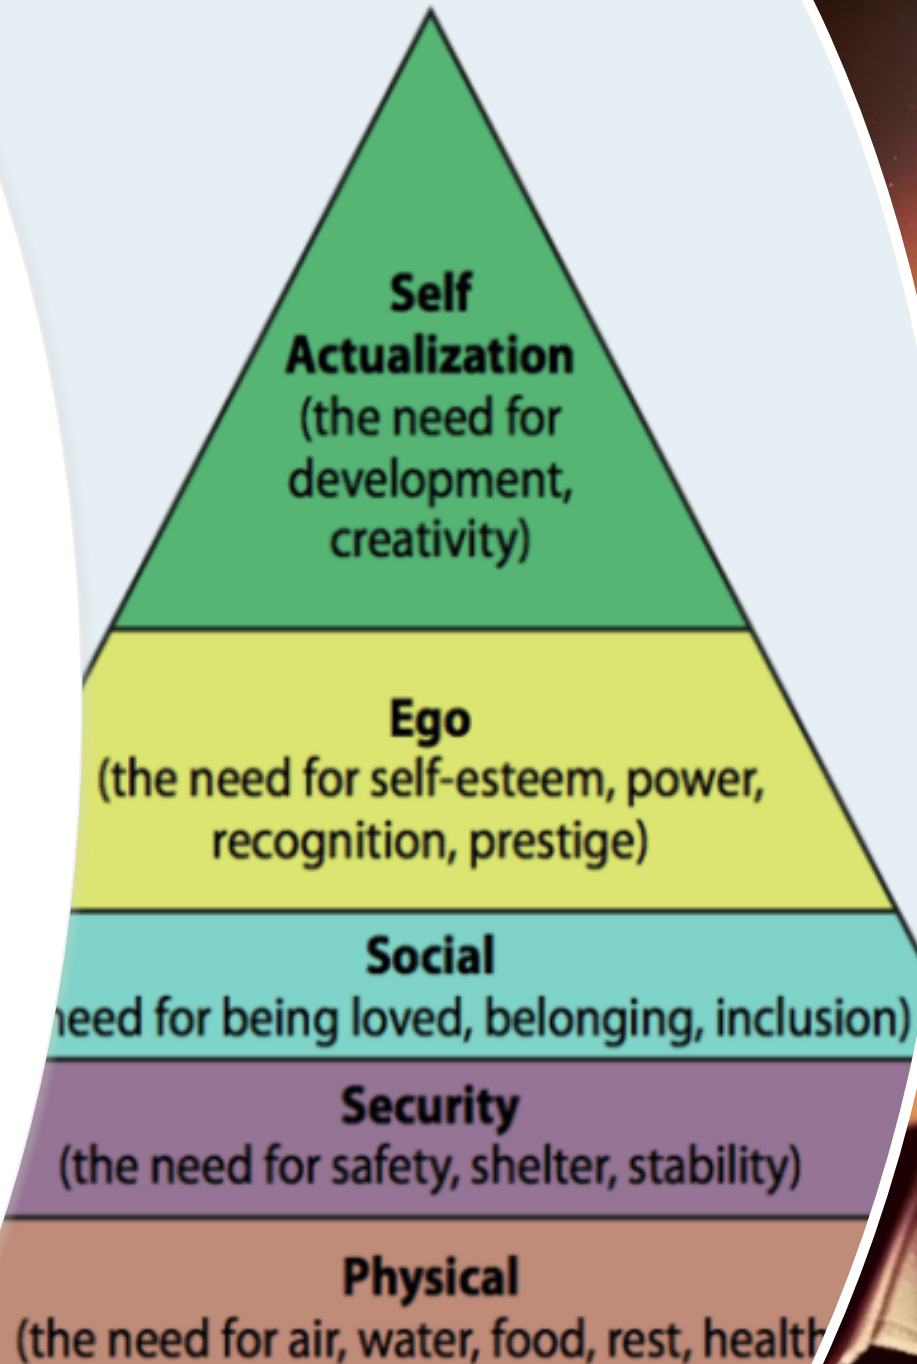 Self
Actualization
(the need for
development,
creativity)
Ego
(the need for self-esteem, power,
recognition, prestige)
Social
need for being loved, belonging, inclusion)
Security
(the need for safety, shelter, stability)
Physical
(the need for air, water, food, rest, health